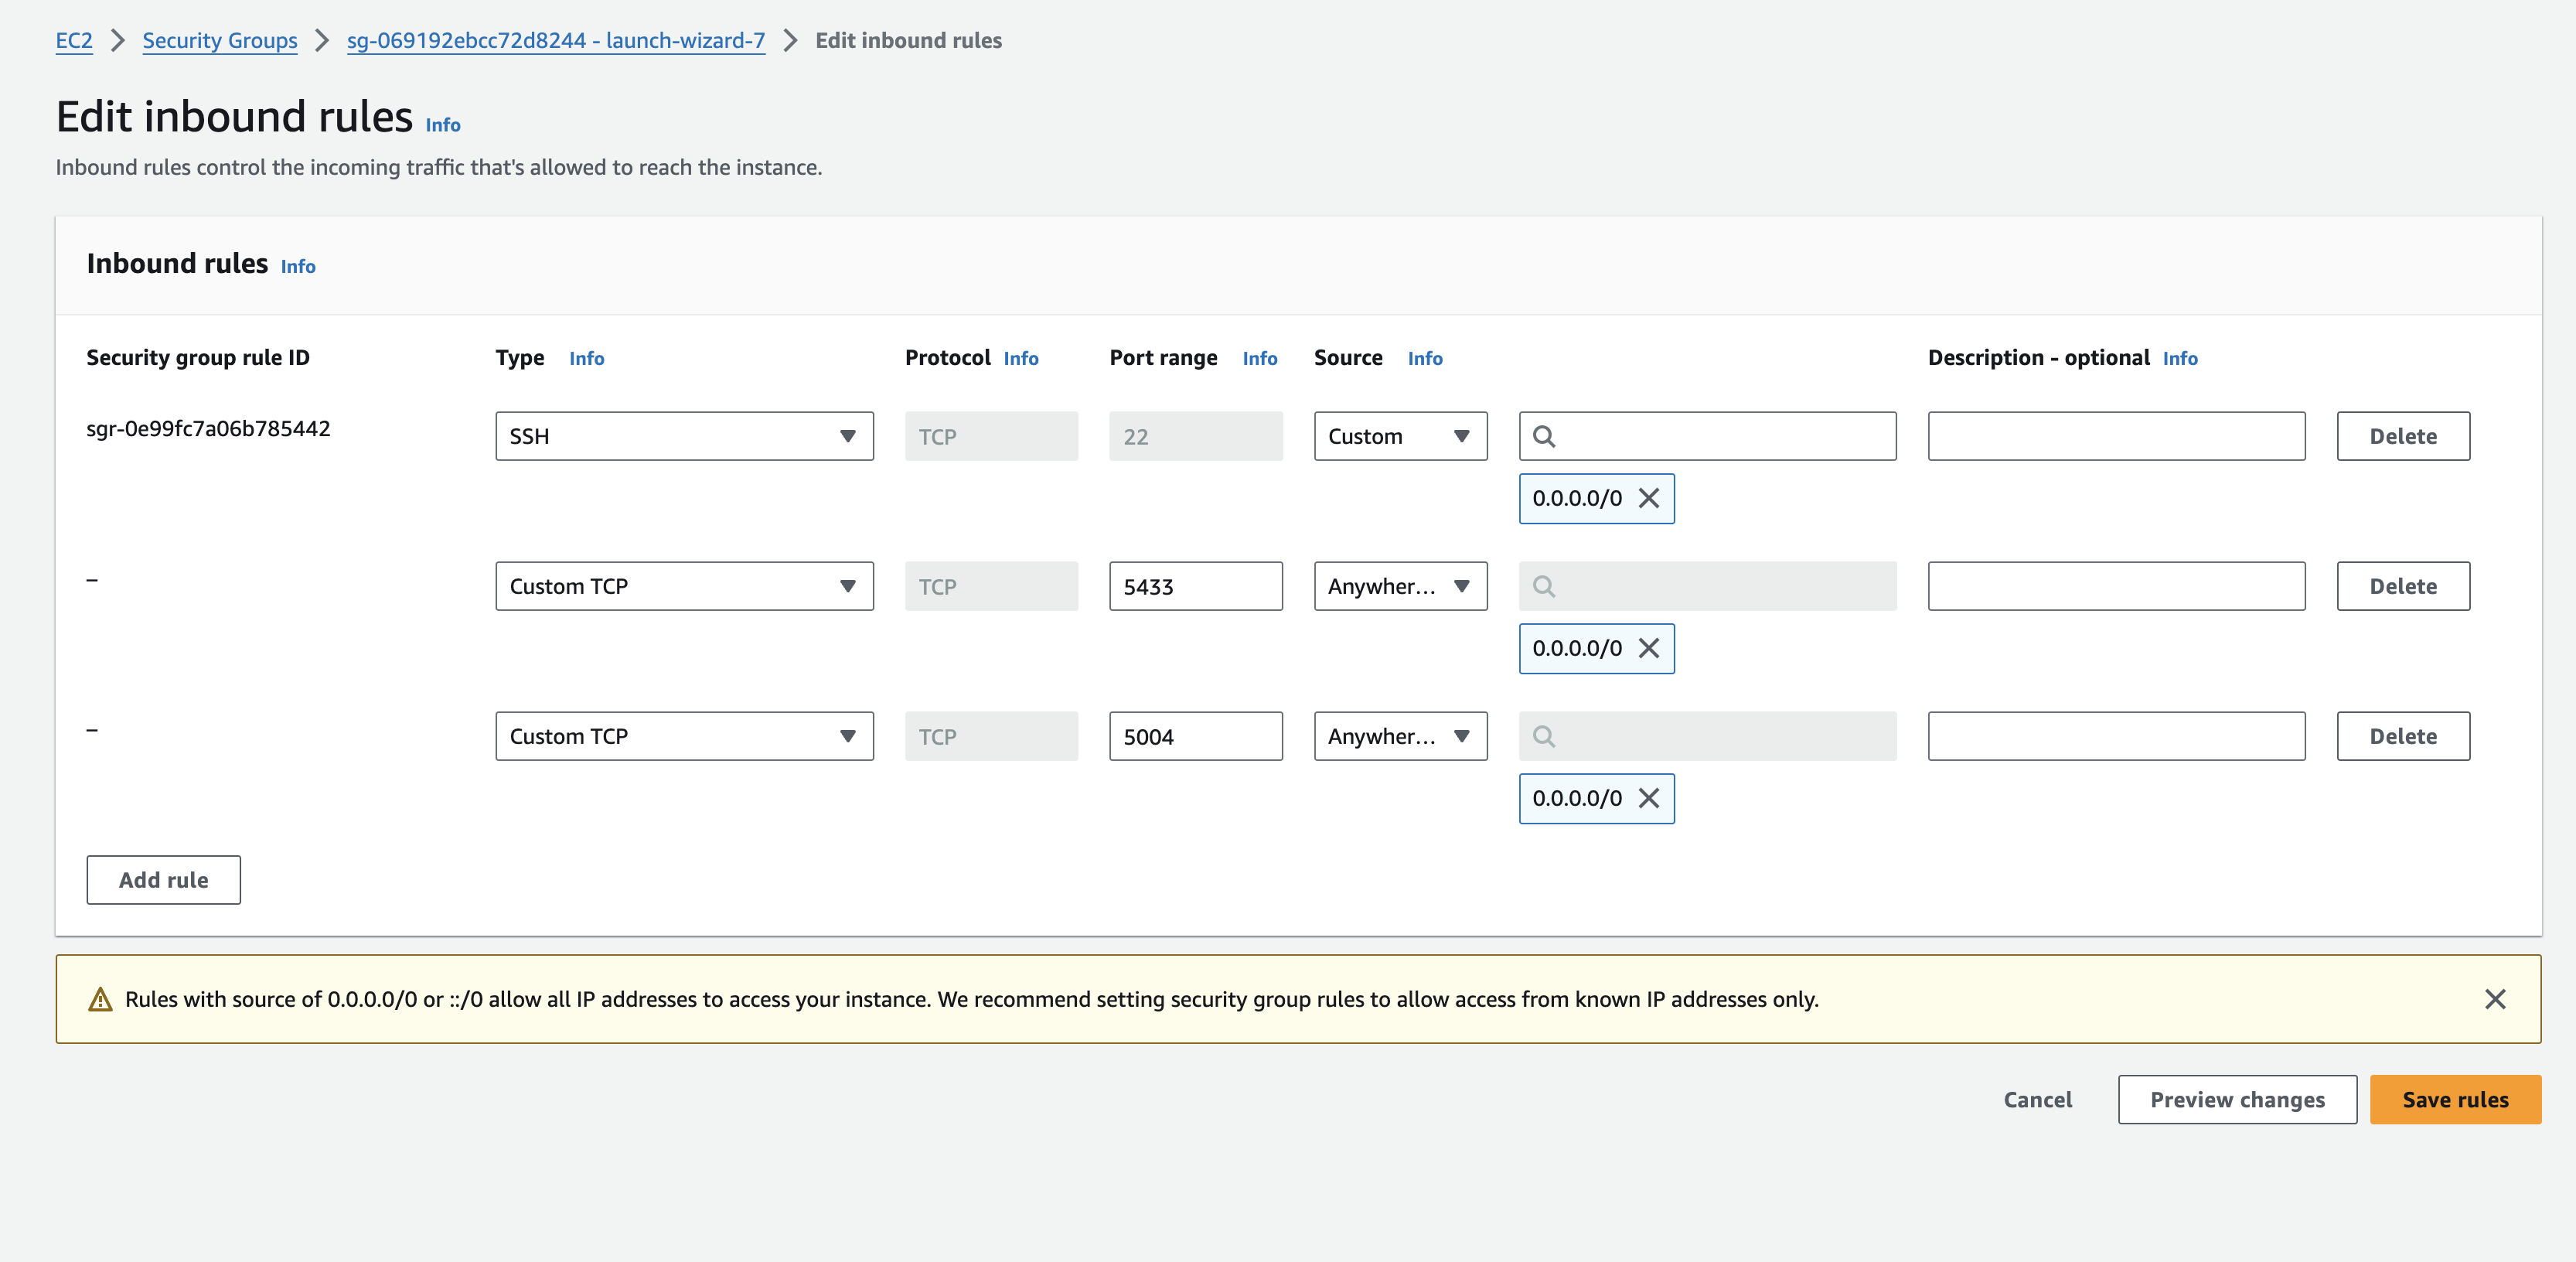 EC2 > Security Groups > sg-069192ebcc72d8244 - launch-wizard-7 > Edit inbound rules
Edit inbound rules Info
Inbound rules control the incoming traffic that's allowed to reach the instance.
Inbound rules Info
Security group rule ID Type Info Protocol Info Port range Info Source Info Description - optional Info
sgr-0e99fc7a06b785442 SSH TCP 22 Custom Delete
0.0.0.0/0
– Custom TCP TCP 5433 Anywher... Delete
0.0.0.0/0
– Custom TCP TCP 5004 Anywher... Delete
0.0.0.0/0
Add rule
Rules with source of 0.0.0.0/0 or ::/0 allow all IP addresses to access your instance. We recommend setting security group rules to allow access from known IP addresses only.
Cancel Preview changes Save rules